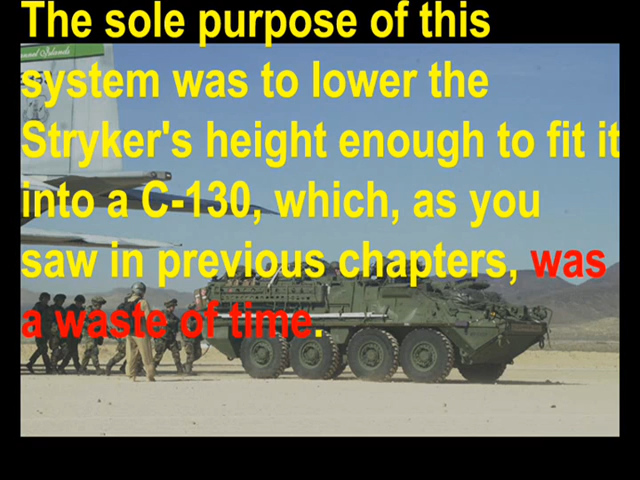 The sole purpose of this
system was to lower the
Stryker's height enough to fit it
into a C-130, which, as you
saw in previous chapters, was
a waste of time.